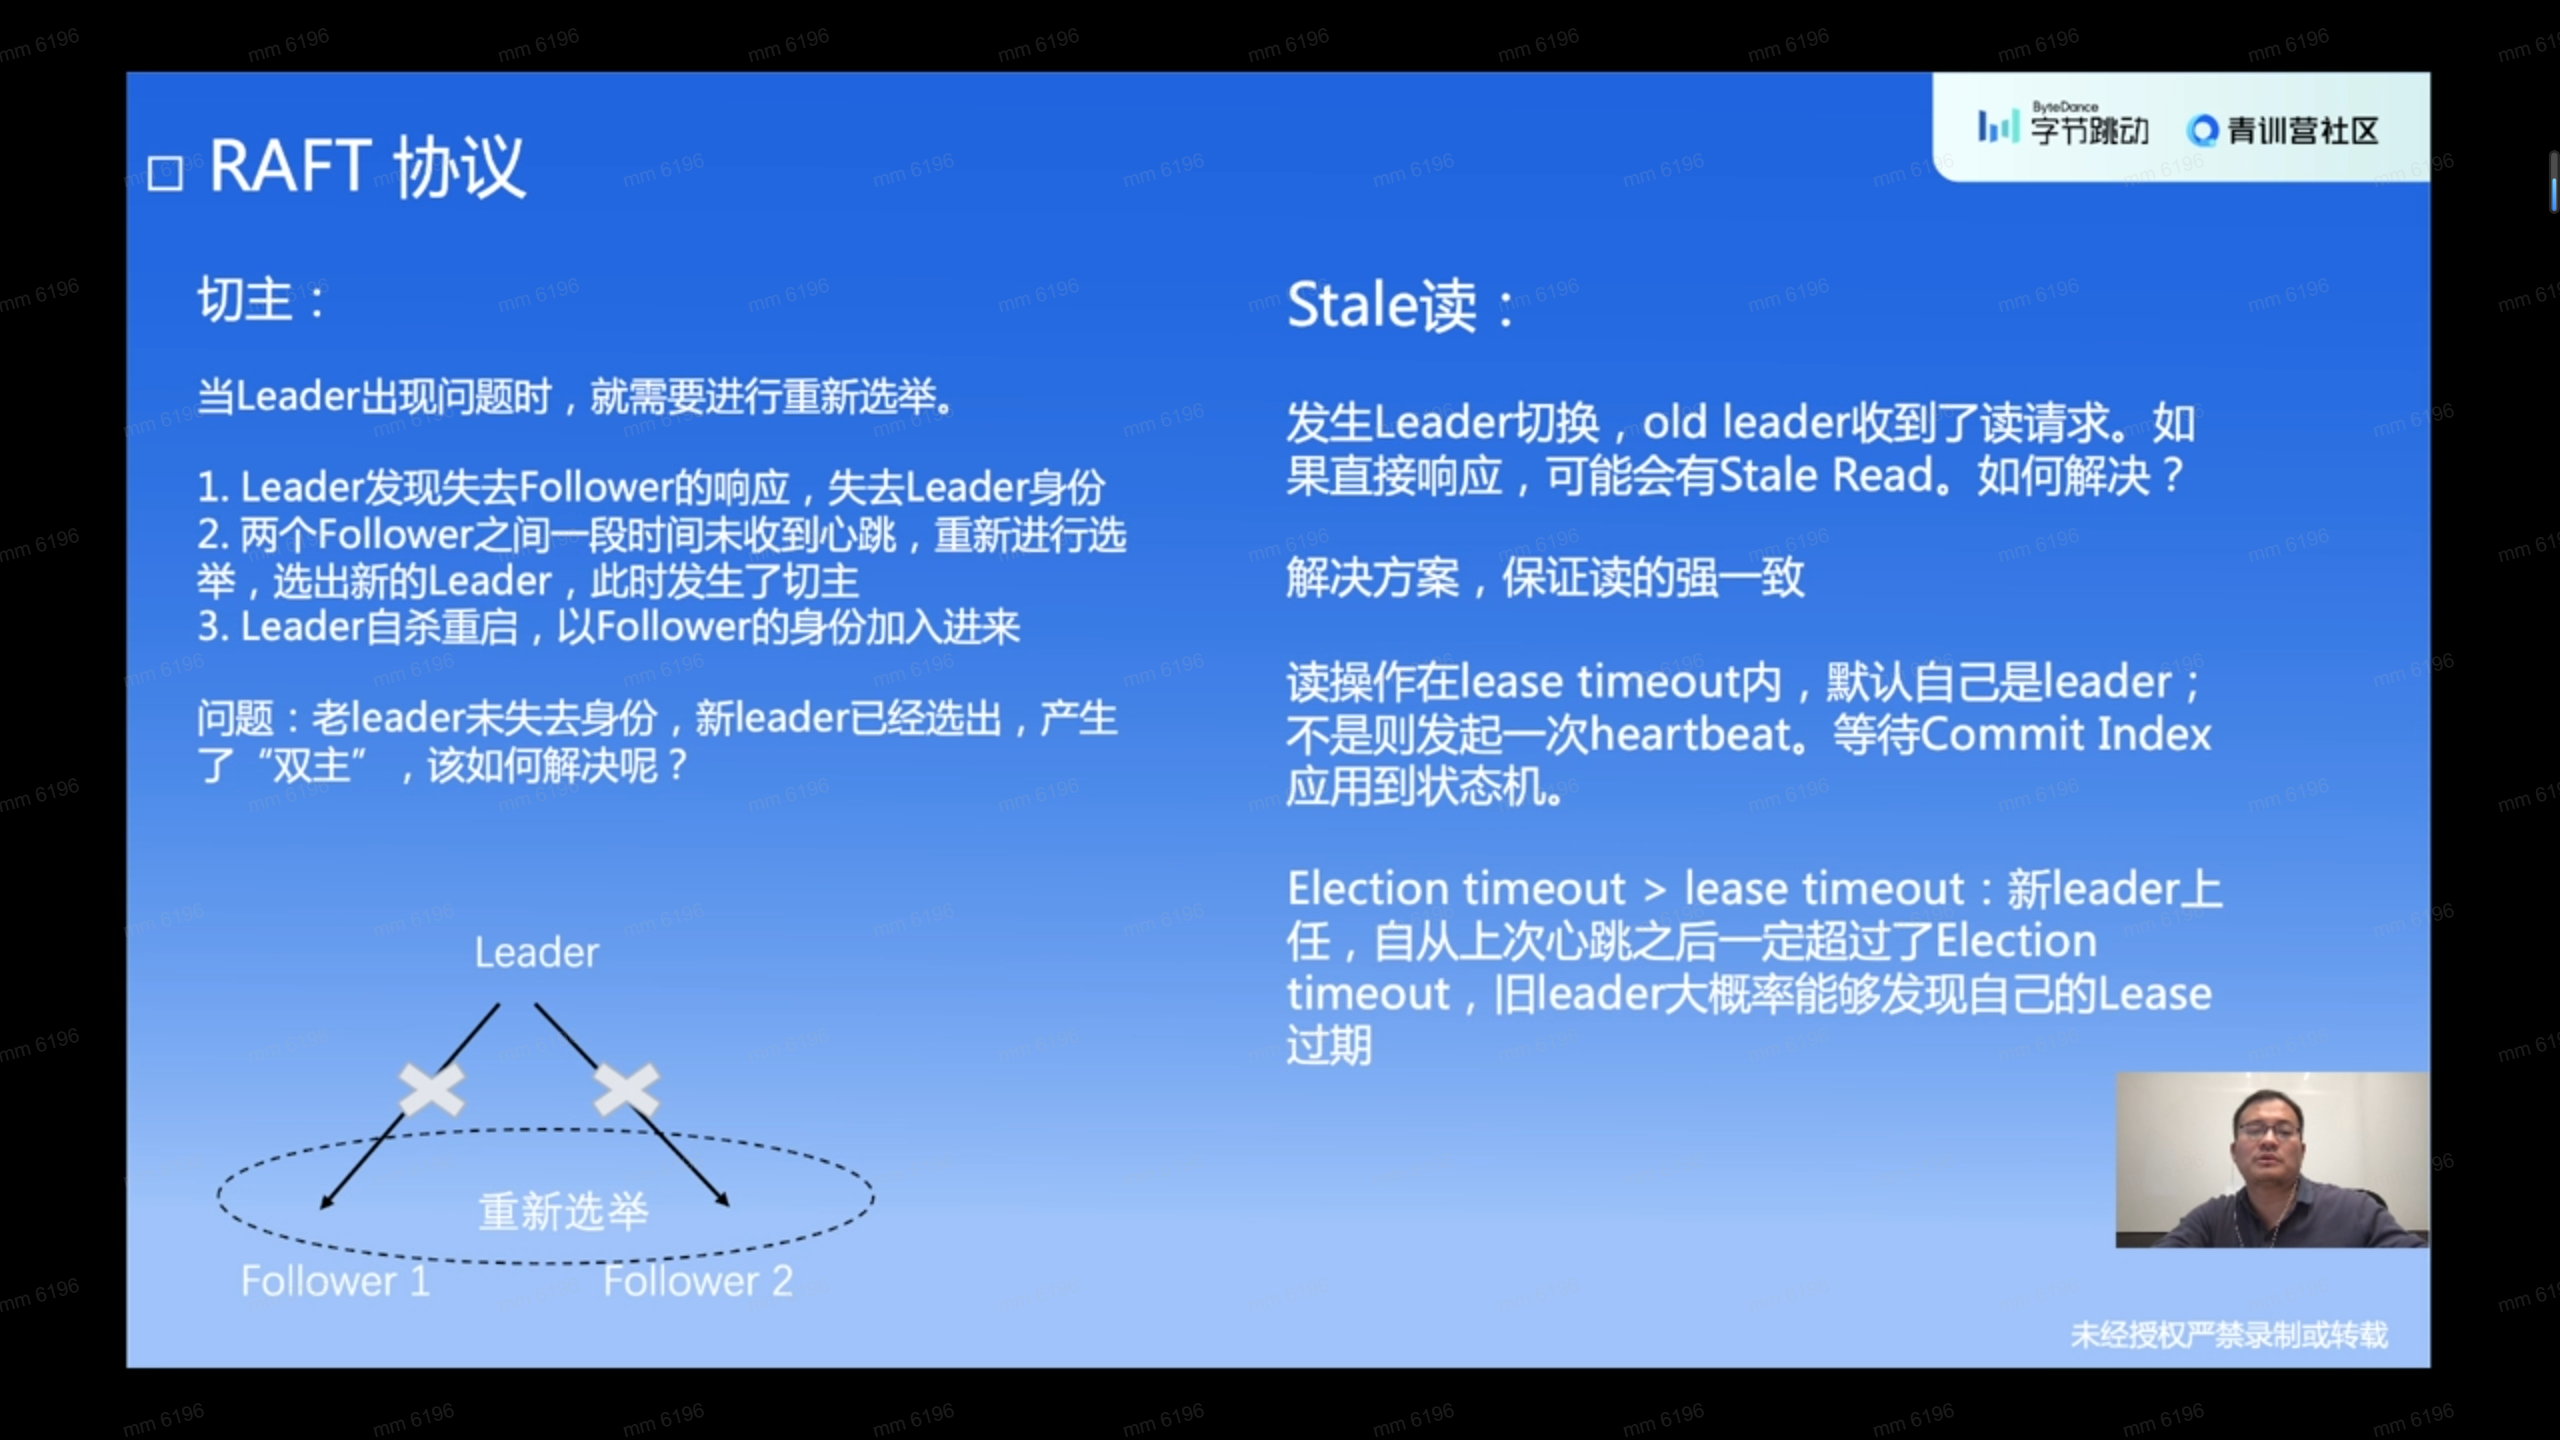 RAFT 协议
ByteDance
字节跳动
青训营社区
切主：
当Leader出现问题时，就需要进行重新选举。
1. Leader发现失去Follower的响应，失去Leader身份
2. 两个Follower之间一段时间未收到心跳，重新进行选
举，选出新的Leader，此时发生了切主
3. Leader自杀重启，以Follower的身份加入进来
问题：老leader未失去身份，新leader已经选出，产生
了“双主”，该如何解决呢？
Leader
重新选举
Follower 1
Follower 2
Stale读：
发生Leader切换，old leader收到了读请求。如
果直接响应，可能会有Stale Read。如何解决？
解决方案，保证读的强一致
读操作在lease timeout内，默认自己是leader；
不是则发起一次heartbeat。等待Commit Index
应用到状态机。
Election timeout > lease timeout：新leader上
任，自从上次心跳之后一定超过了Election
timeout，旧leader大概率能够发现自己的Lease
过期
未经授权严禁录制或转载
mm 6196